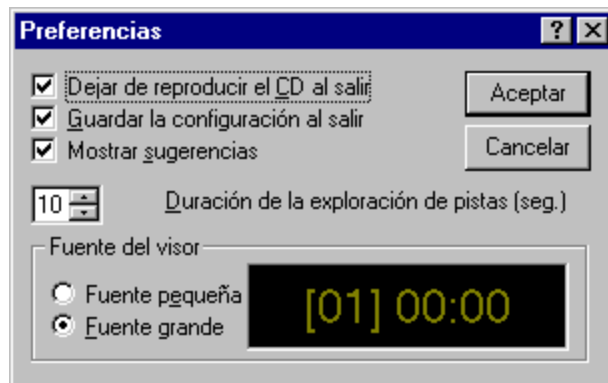 Preferencias
Dejar de reproducir el CD al salir
Aceptar
Guardar la configuración al salir
Cancelar
Mostrar sugerencias
10
Duración de la exploración de pistas (seg.)
Fuente del visor
Fuente pequeña
[01] 00:00
Fuente grande